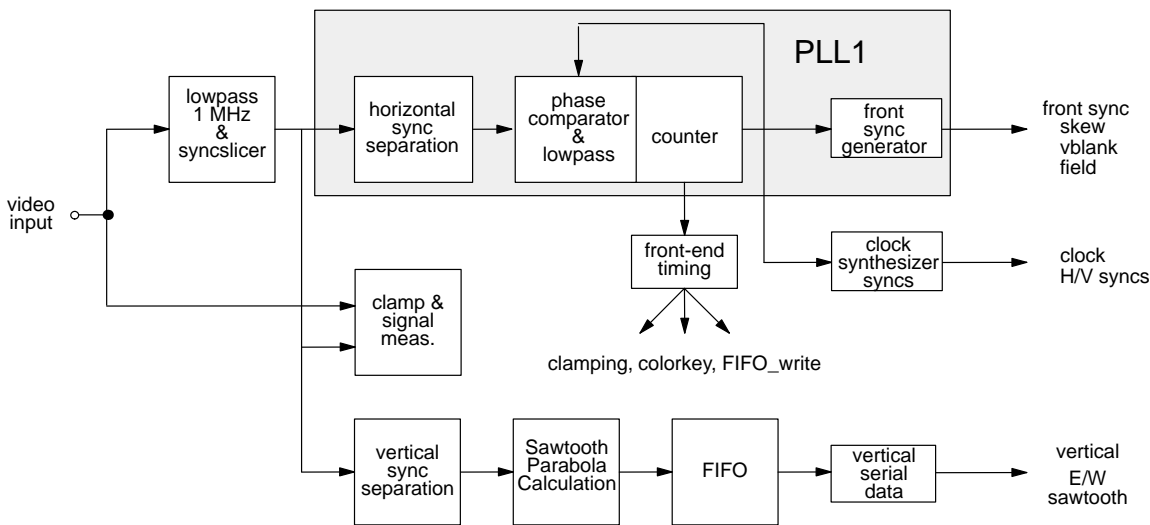 PLL1
lowpass
1 MHz
&
syncslicer
horizontal
sync
separation
phase
comparator
&
lowpass
counter
front
sync
generator
front sync
skew
vblank
field
video
input
front-end
timing
clock
synthesizer
syncs
clock
H/V syncs
clamp &
signal
meas.
clamping, colorkey, FIFO_write
vertical
sync
separation
Sawtooth
Parabola
Calculation
FIFO
vertical
serial
data
vertical
E/W
sawtooth